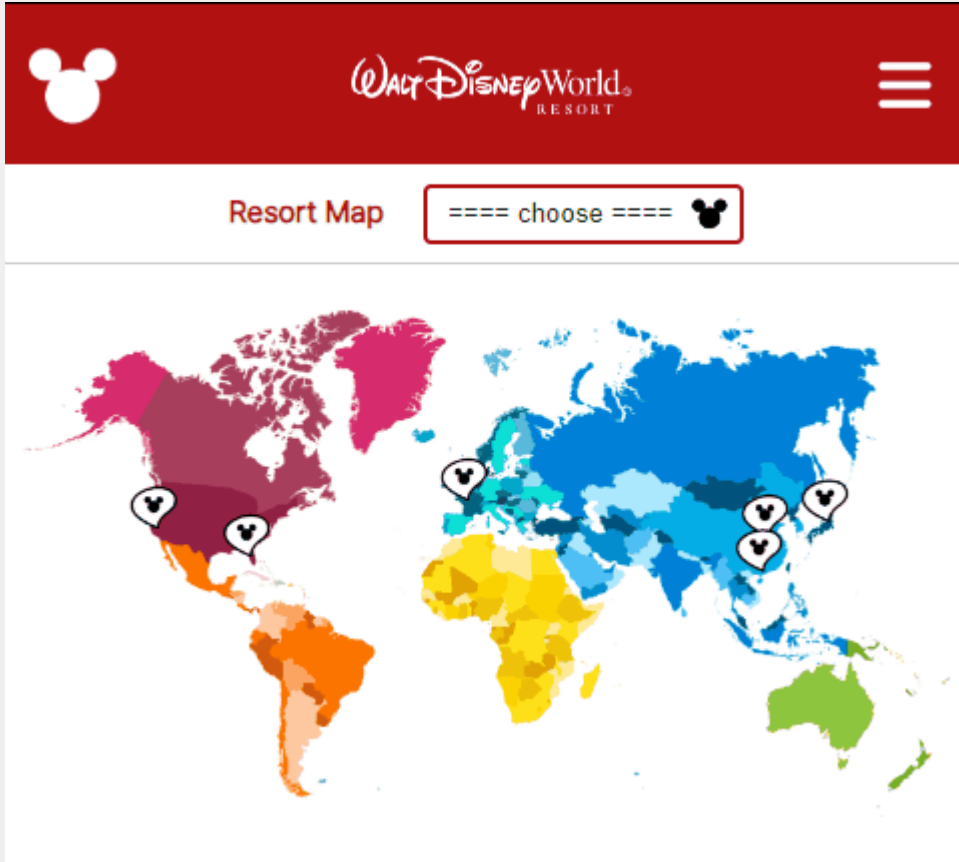 Walt Disney World
RESORT
Resort Map
==== choose ====